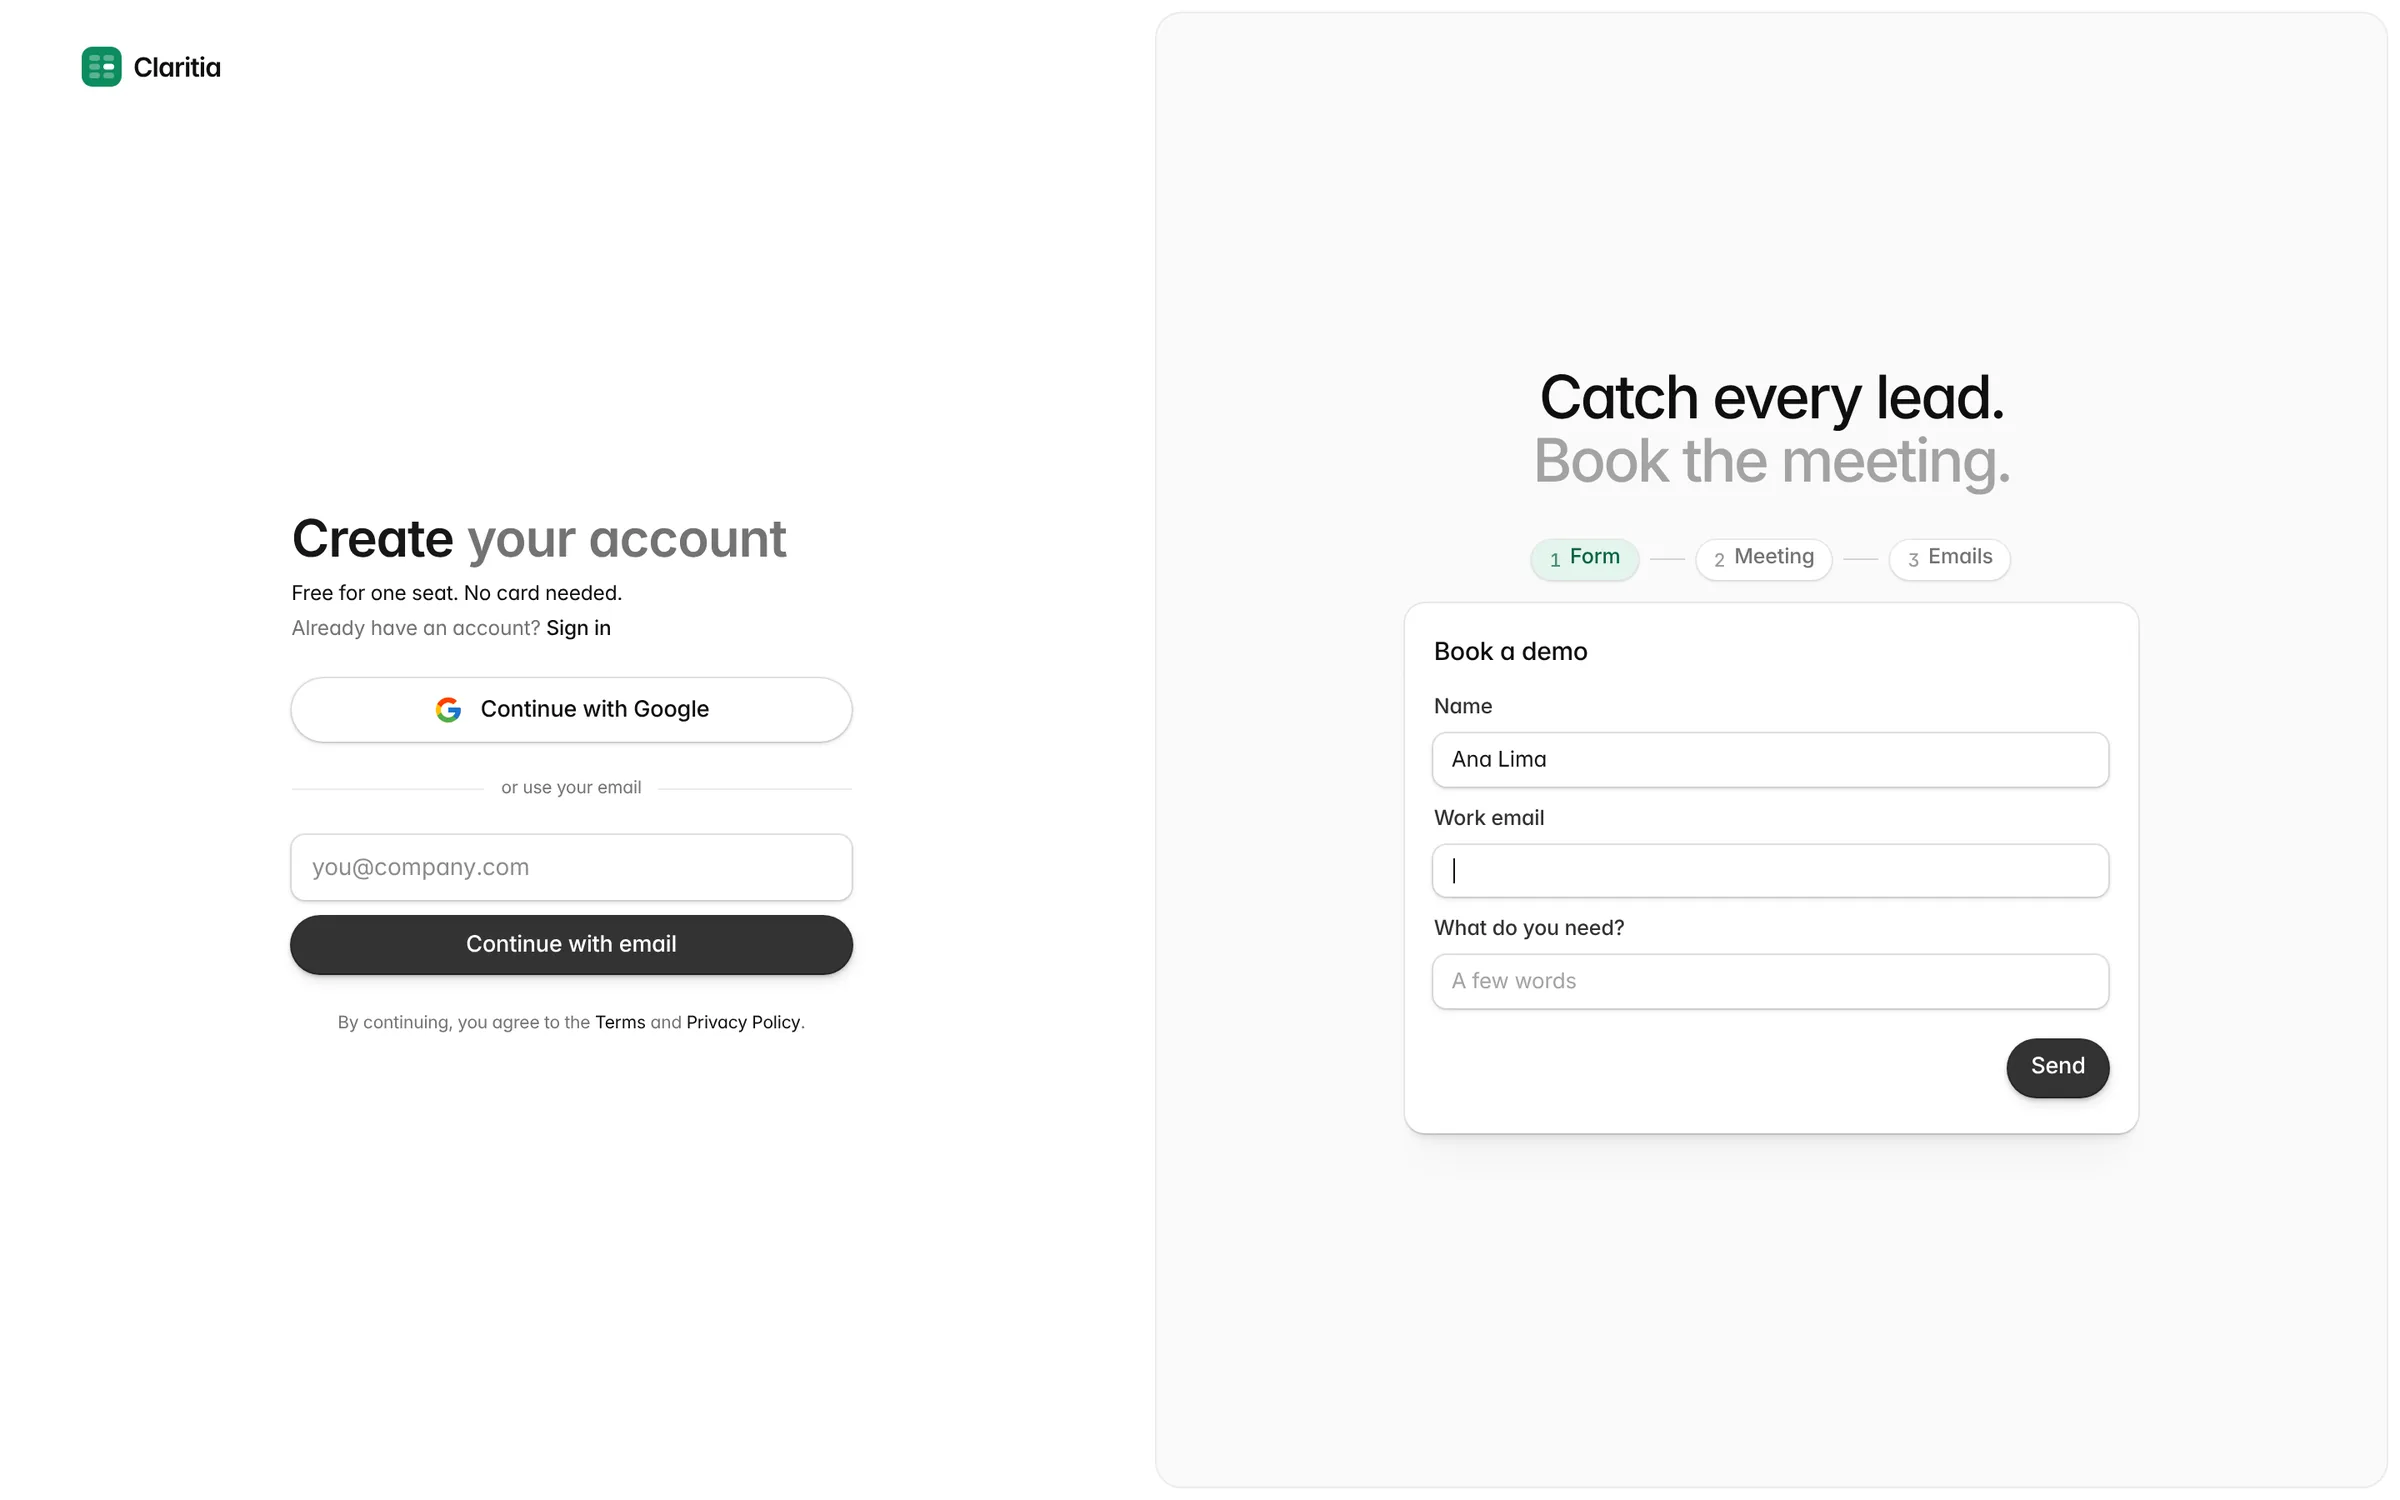 Claritia
Create your account
Free for one seat. No card needed.
Already have an account? Sign in
Continue with Google
or use your email
you@company.com
Continue with email
By continuing, you agree to the Terms and Privacy Policy.
Catch every lead.
Book the meeting.
1 Form
2 Meeting
3 Emails
Book a demo
Name
Ana Lima
Work email
What do you need?
A few words
Send